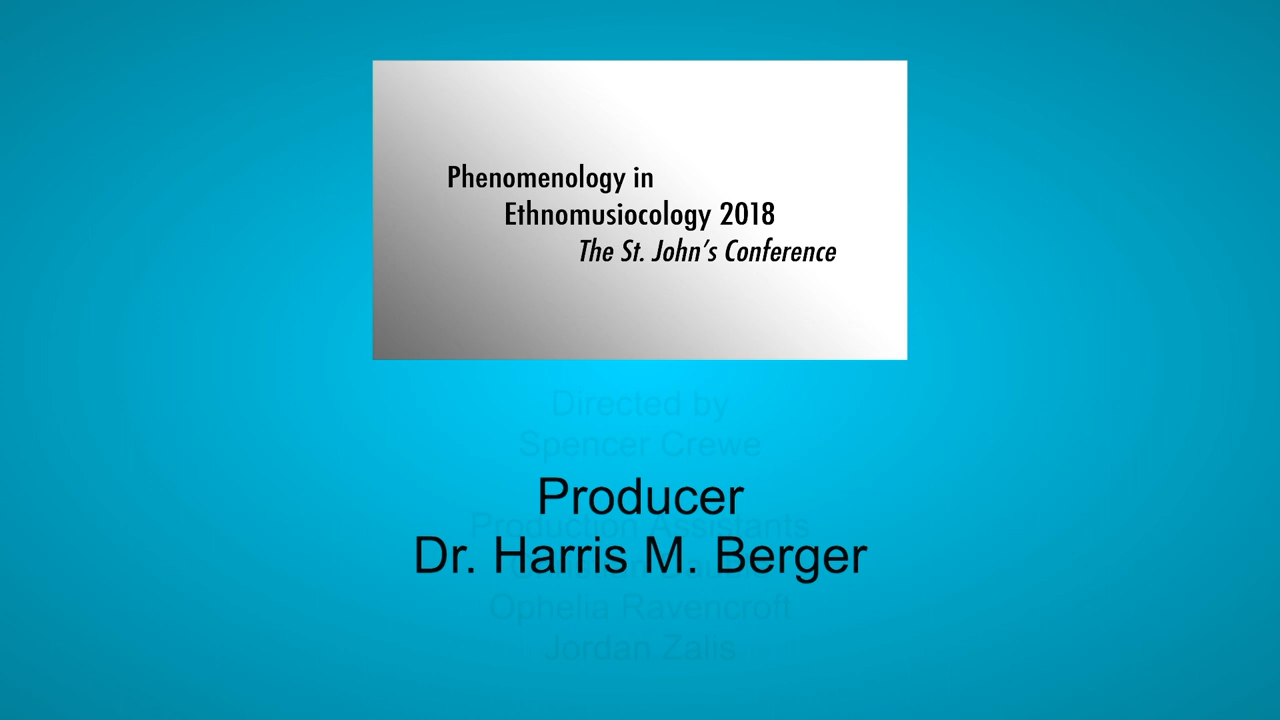 Phenomenology in
Ethnomusiocology 2018
The St. John's Conference
Directed by
Spencer Crewe
Producer
Production Assistants
Dr. Harris M. Berger
Ophelia Ravencroft
Jordan Zalis